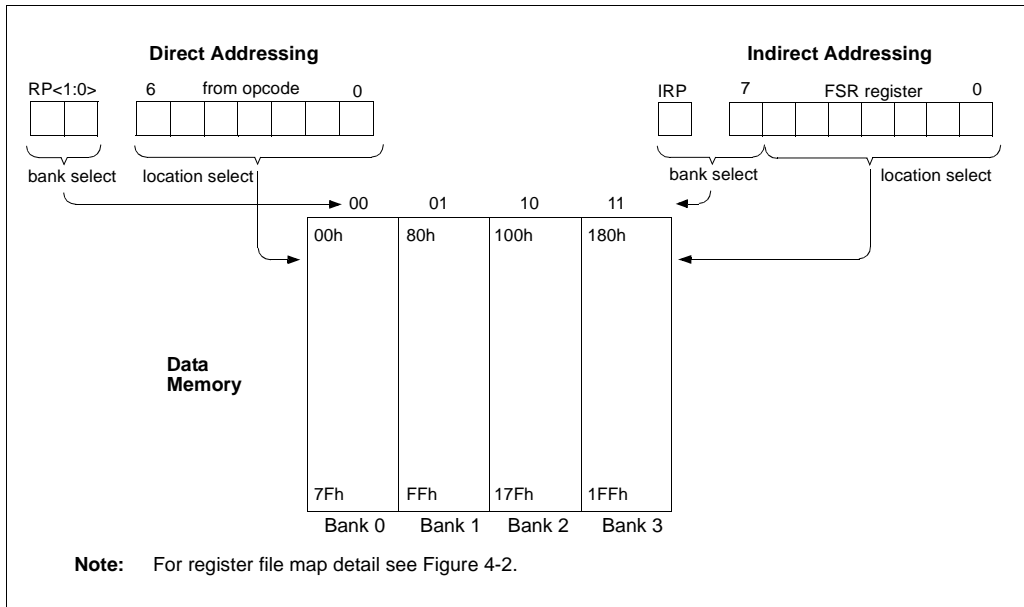 Direct Addressing
Indirect Addressing
RP<1:0> 6 from opcode 0
IRP 7 FSR register 0
bank select location select
bank select location select
00 01 10 11
00h 80h 100h 180h
Data
Memory
7Fh FFh 17Fh 1FFh
Bank 0 Bank 1 Bank 2 Bank 3
Note: For register file map detail see Figure 4-2.